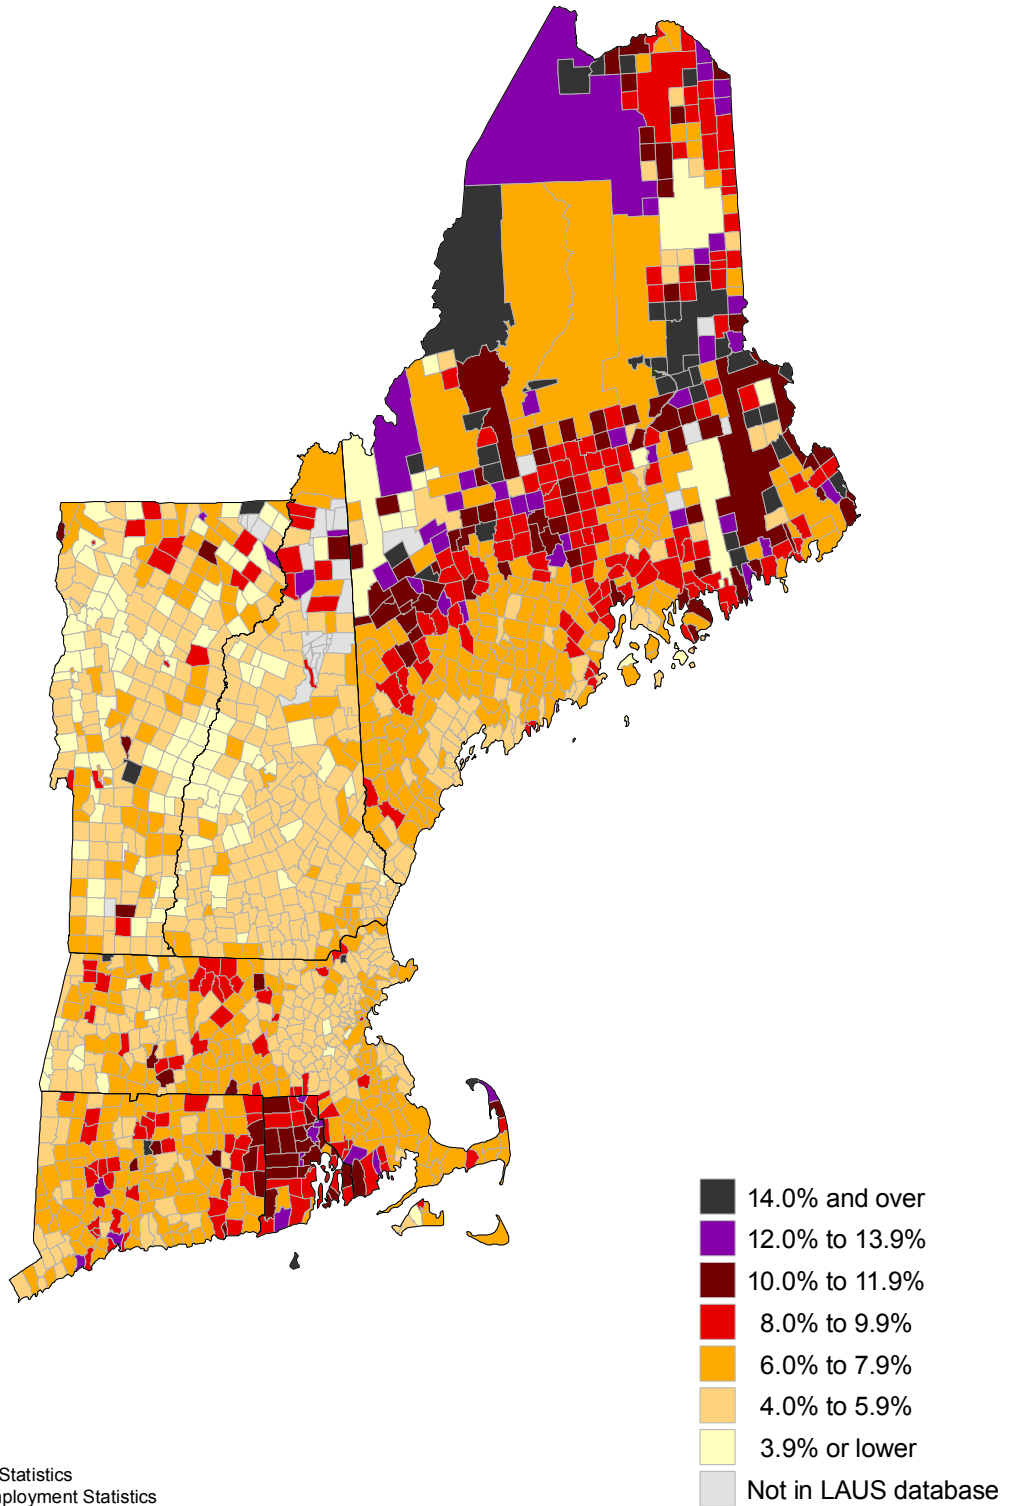 14.0% and over
12.0% to 13.9%
10.0% to 11.9%
8.0% to 9.9%
6.0% to 7.9%
4.0% to 5.9%
3.9% or lower
Not in LAUS database
Statistics
ployment Statistics